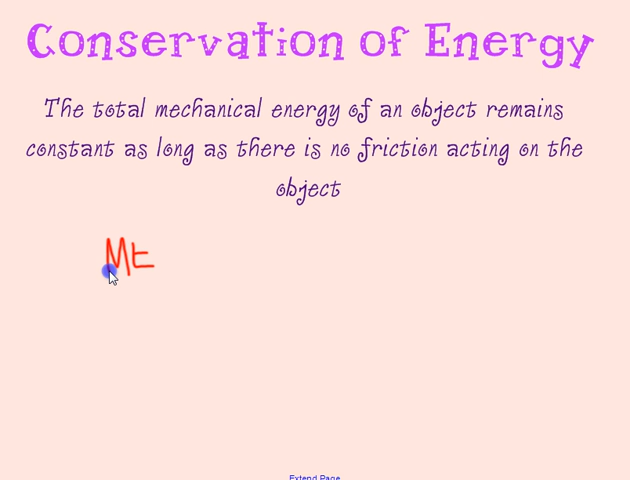 Conservation of Energy
The total mechanical energy of an object remains
constant as long as there is no friction acting on the
object
ME
Extend Page